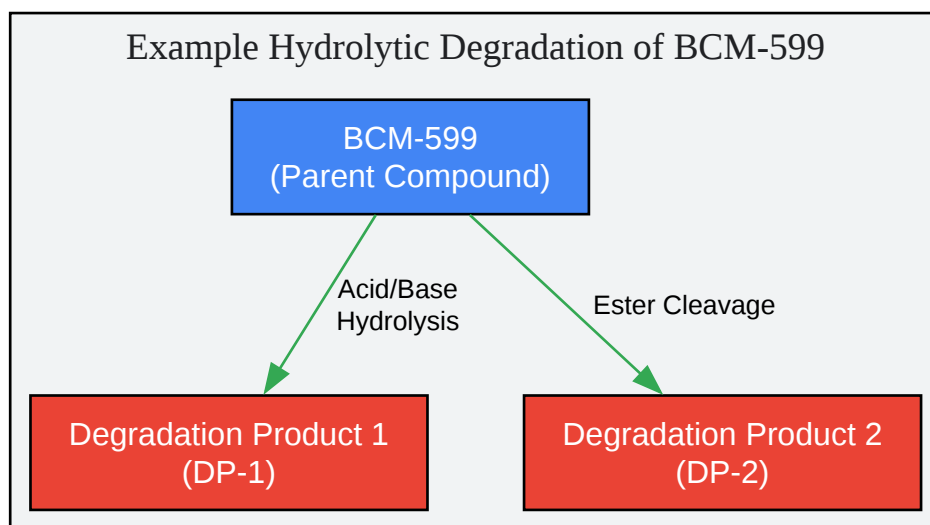 Example Hydrolytic Degradation of BCM-599
BCM-599
(Parent Compound)
Acid/Base
Hydrolysis
Ester Cleavage
Degradation Product 1
(DP-1)
Degradation Product 2
(DP-2)